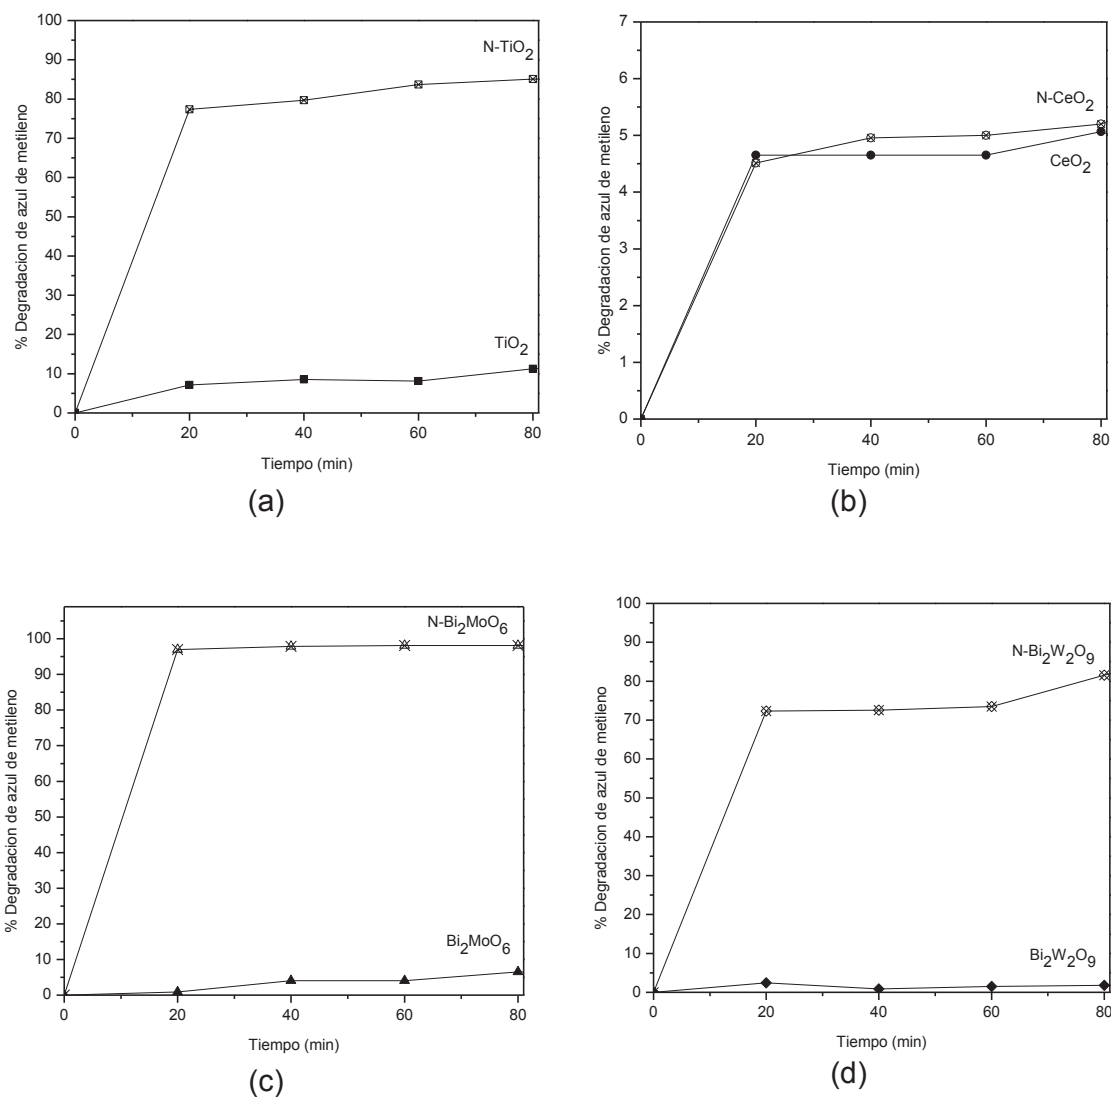 100
90
80
70
60
50
40
30
20
10
0
% Degradacion de azul de metileno
N-TiO2
TiO2
0 20 40 60 80
Tiempo (min)
(a)
7
6
5
4
3
2
1
0
% Degradacion de azul de metileno
N-CeO2
CeO2
0 20 40 60 80
Tiempo (min)
(b)
100
90
80
70
60
50
40
30
20
10
0
% Degradacion de azul de metileno
N-Bi2MoO6
Bi2MoO6
0 20 40 60 80
Tiempo (min)
(c)
100
90
80
70
60
50
40
30
20
10
0
% Degradacion de azul de metileno
N-Bi2W2O9
Bi2W2O9
0 20 40 60 80
Tiempo (min)
(d)